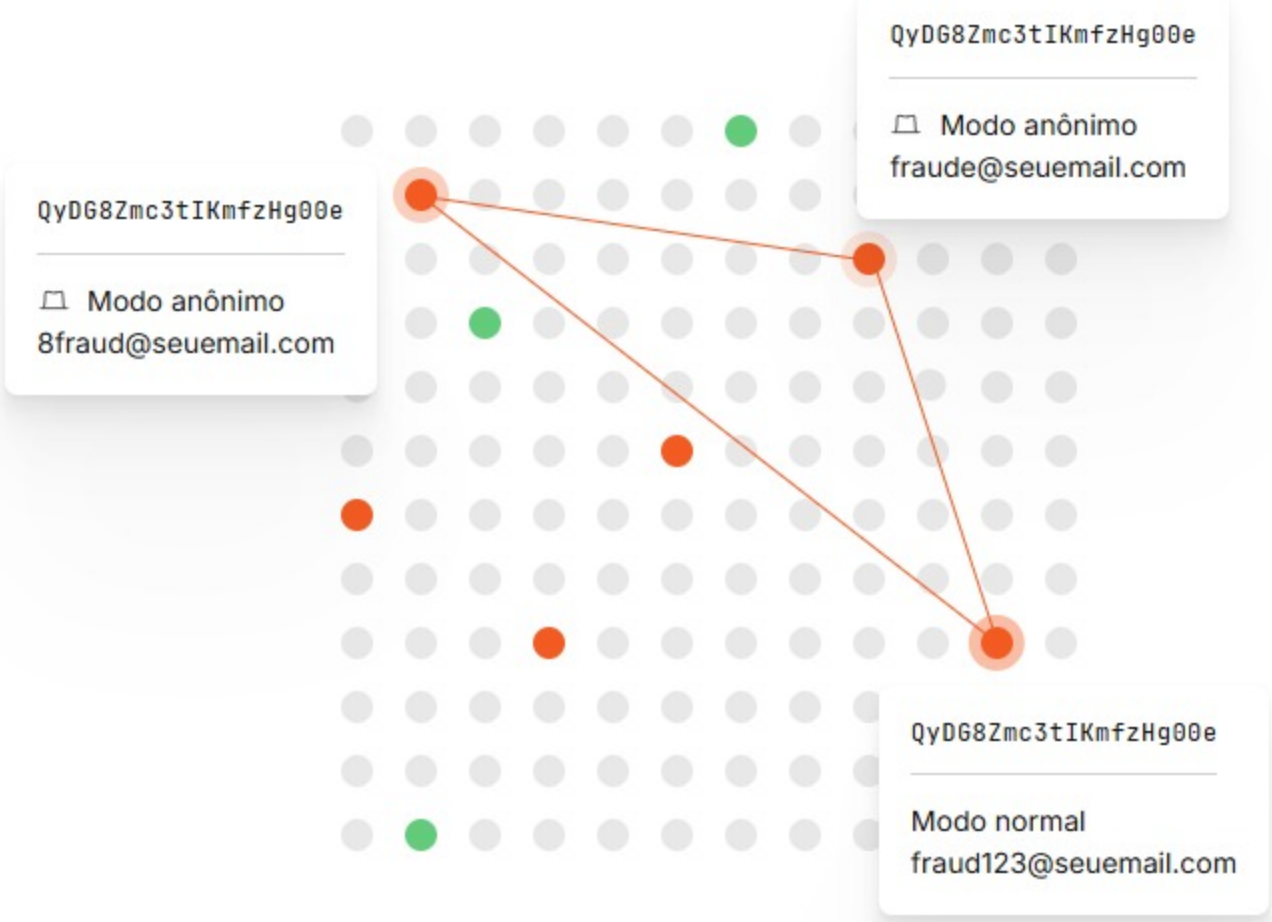 QyDG8Zmc3tIKmfzHg00e
Modo anônimo
fraude@seuemail.com
QyDG8Zmc3tIKmfzHg00e
Modo anônimo
8fraud@seuemail.com
QyDG8Zmc3tIKmfzHg00e
Modo normal
fraud123@seuemail.com